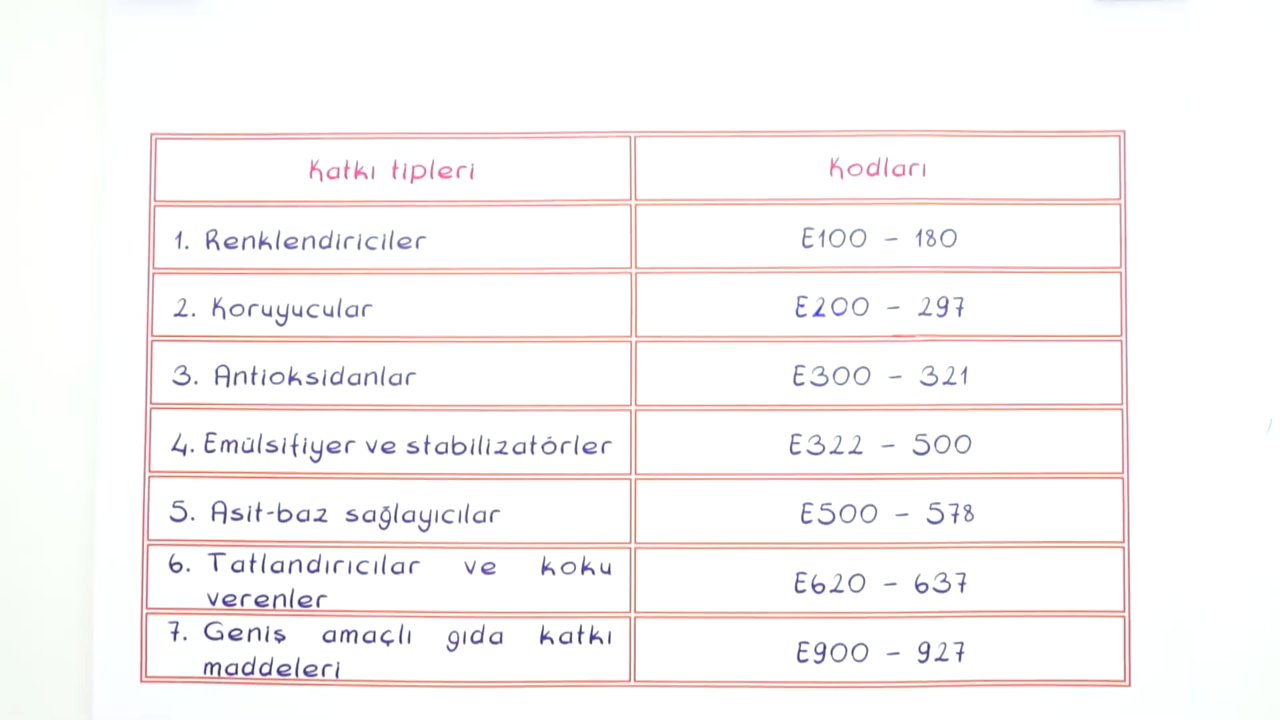 Katkı tipleri
Kodları
1. Renklendiriciler
E100 - 180
2. Koruyucular
E200 - 297
3. Antioksidanlar
E300 - 321
4. Emülsifiyer ve stabilizatörler
E322 - 500
5. Asit-baz sağlayıcılar
E500 - 578
6. Tatlandırıcılar ve koku
verenler
E620 - 637
7. Geniş amaçlı gıda katkı
maddeleri
E900 - 927